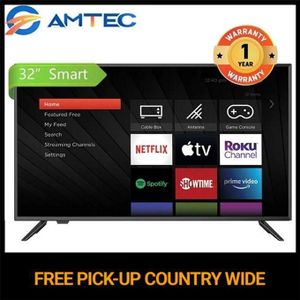 AMTEC
WARRANTY
1
YEAR
WARRANTY
32" Smart
Home
Featured Free
My Feed
Search
Streaming Channels
Settings
Cable Box
Antenna
Game Console
NETFLIX
tv
Roku
Channel
Spotify
SHOWTIME
prime video
FREE PICK-UP COUNTRY WIDE